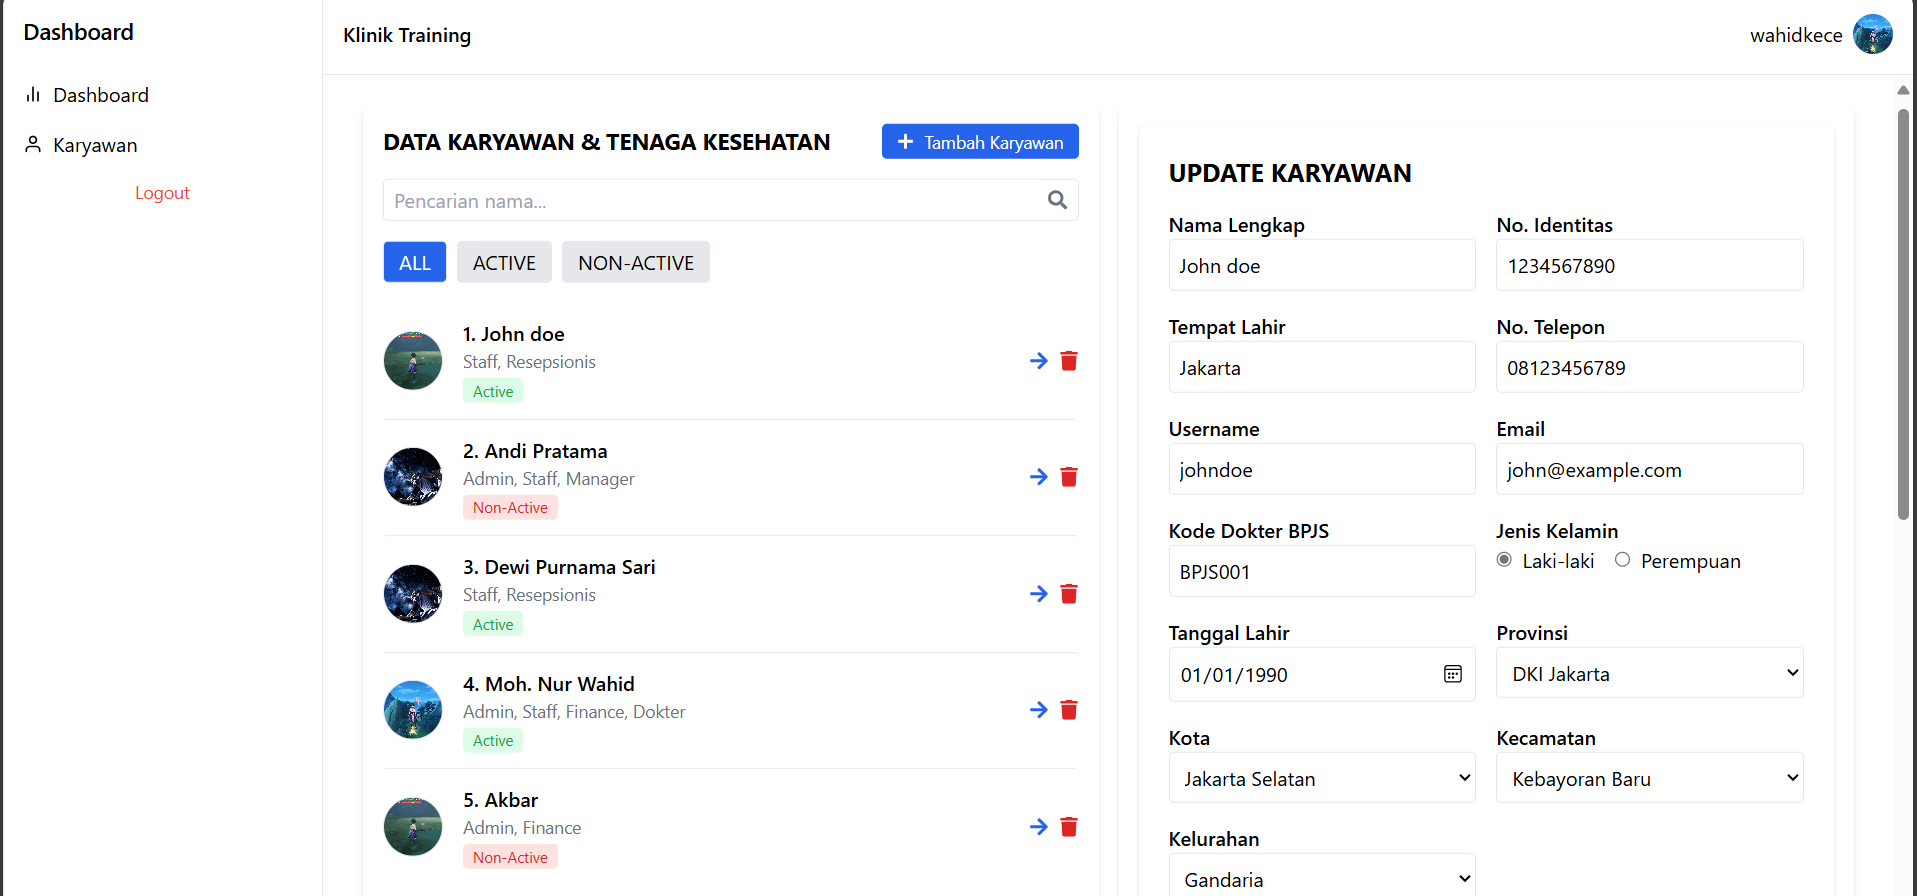 Dashboard
Dashboard
Karyawan
Logout
Klinik Training
wahidkece
DATA KARYAWAN & TENAGA KESEHATAN
Tambah Karyawan
Pencarian nama...
ALL
ACTIVE
NON-ACTIVE
1. John doe
Staff, Resepsionis
Active
2. Andi Pratama
Admin, Staff, Manager
Non-Active
3. Dewi Purnama Sari
Staff, Resepsionis
Active
4. Moh. Nur Wahid
Admin, Staff, Finance, Dokter
Active
5. Akbar
Admin, Finance
Non-Active
UPDATE KARYAWAN
Nama Lengkap
John doe
No. Identitas
1234567890
Tempat Lahir
Jakarta
No. Telepon
08123456789
Username
johndoe
Email
john@example.com
Kode Dokter BPJS
BPJS001
Jenis Kelamin
Laki-laki
Perempuan
Tanggal Lahir
01/01/1990
Provinsi
DKI Jakarta
Kota
Jakarta Selatan
Kecamatan
Kebayoran Baru
Kelurahan
Gandaria